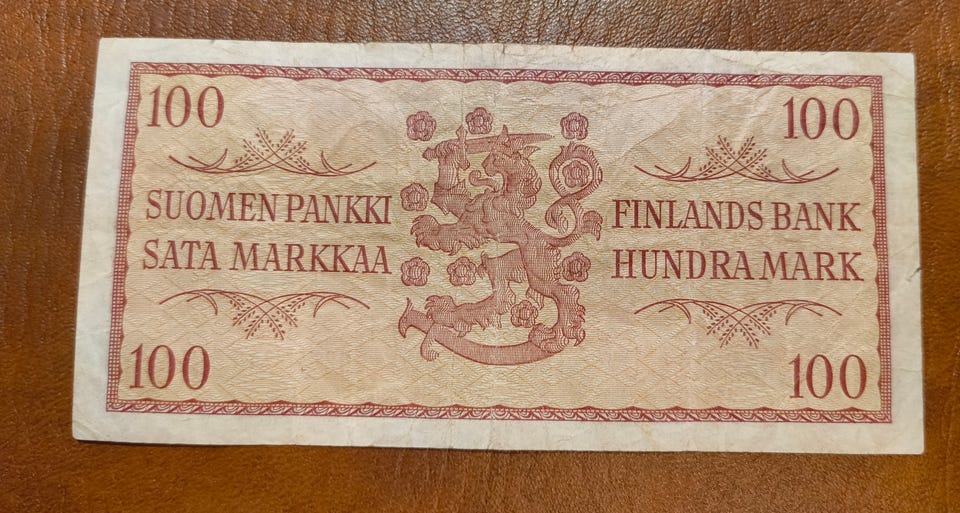 100
100
SUOMEN PANKKI
SATA MARKKAA
FINLANDS BANK
HUNDRA MARK
100
100